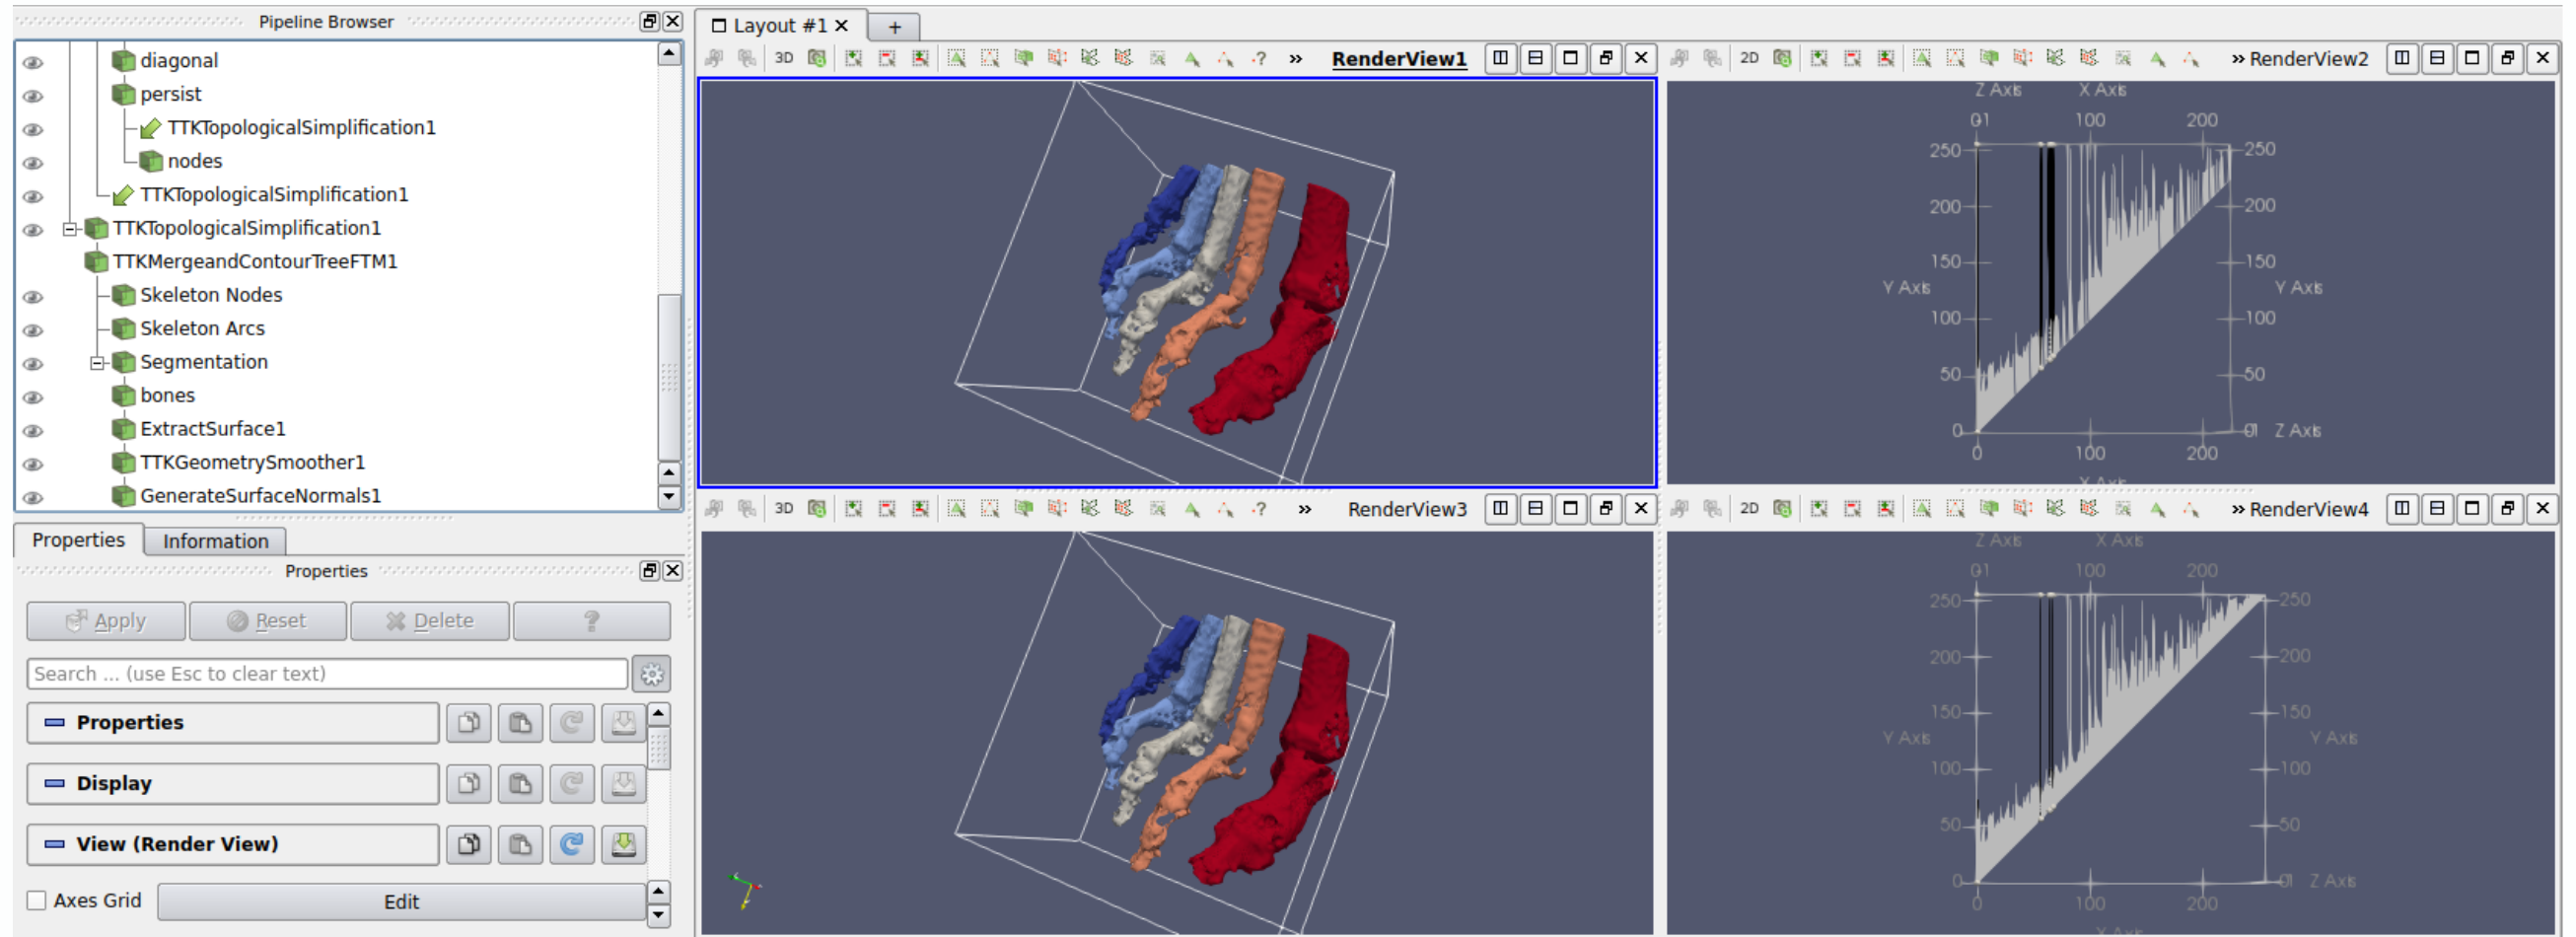 Pipeline Browser
diagonal
persist
TTKTopologicalSimplification1
nodes
TTKTopologicalSimplification1
TTKTopologicalSimplification1
TTKMergeandContourTreeFTM1
Skeleton Nodes
Skeleton Arcs
Segmentation
bones
ExtractSurface1
TTKGeometrySmoother1
GenerateSurfaceNormals1
Properties Information
Properties
Apply Reset Delete ?
Search ... (use Esc to clear text)
Properties
Display
View (Render View)
Axes Grid Edit
Layout #1 +
3D ? » RenderView1
2D » RenderView2
Z Axis X Axis
100 200
250 250
200 200
150 150
Y Axis Y Axis
100 100
50 50
0 Z Axis
0 100 200
X Axis
3D ? » RenderView3
2D » RenderView4
Z Axis X Axis
100 200
250 250
200 200
150 150
Y Axis Y Axis
100 100
50 50
0 Z Axis
0 100 200
X Axis